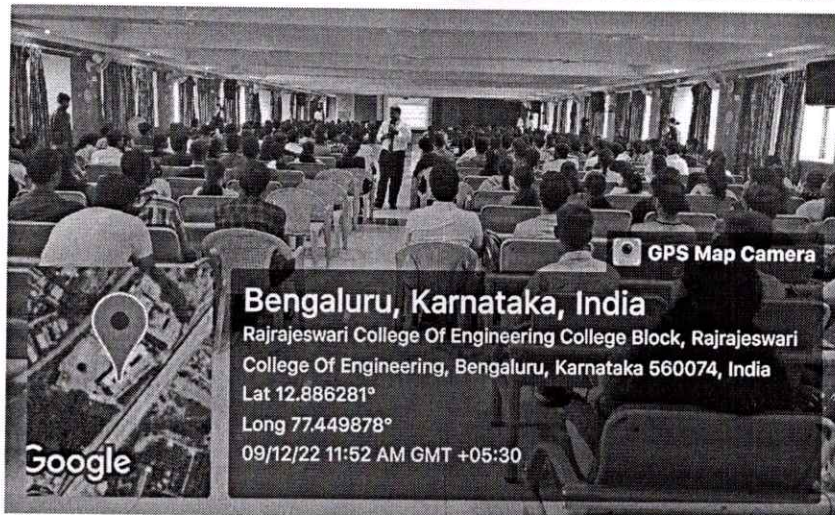 GPS Map Camera
Bengaluru, Karnataka, India
Rajrajeswari College Of Engineering College Block, Rajrajeswari
College Of Engineering, Bengaluru, Karnataka 560074, India
Lat 12.886281°
Long 77.449878°
09/12/22 11:52 AM GMT +05:30
Google